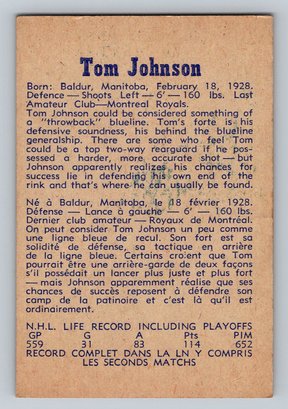 Tom Johnson
Born: Baldur, Manitoba, February 18, 1928.
Defence — Shoots Left - 6' - 160 lbs. Last
Amateur Club—Montreal Royals.
Tom Johnson could be considered something of
a "throwback" blueline. Tom's forte is his
defensive soundness, his behind the blueline
generalship. There are some who feel Tom
could be a top two-way rearguard if he pos-
sessed a harder, more accurate shot — but
Johnson apparently realizes his chances for
success lie in defending his own end of the
rink and that's where he can usually be found.
Né à Baldur, Manitoba, le 18 février 1928.
Défense — Lance à gauche — 6' — 160 lbs.
Dernier club amateur — Royaux de Montréal.
On peut considérer Tom Johnson un peu comme
une ligne bleue de recul. Son fort est sa
solidité de défense, sa tactique en arrière
de la ligne bleue. Certains croient que Tom
pourrait être une arrière-garde de deux façons
s'il possédait un lancer plus juste et plus fort
— mais Johnson apparemment réalise que ses
chances de succès reposent à défendre son
camp de la patinoire et c'est là qu'il est
ordinairement.
N.H.L. LIFE RECORD INCLUDING PLAYOFFS
GP G A Pts PIM
559 31 83 114 652
RECORD COMPLET DANS LA LN Y COMPRIS
LES SECONDS MATCHS